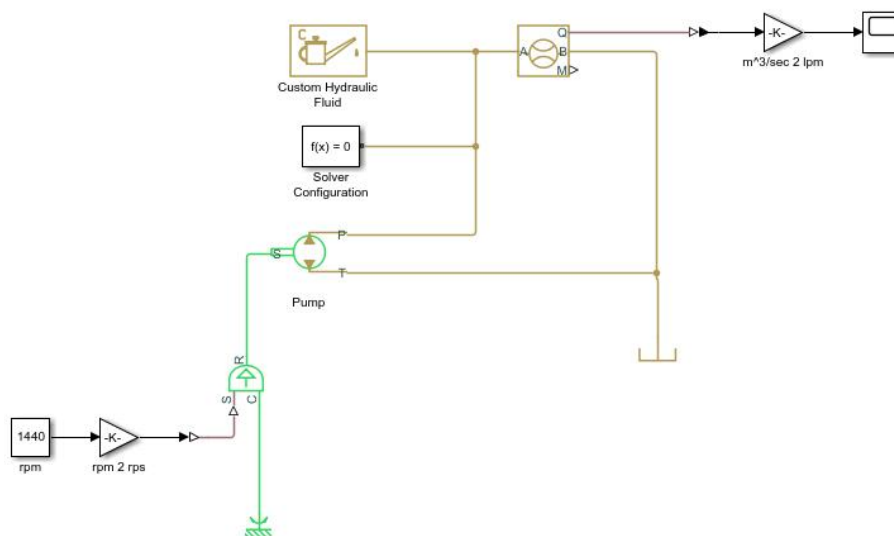 C
Custom Hydraulic
Fluid
A
Q
B
M
-K-
m^3/sec 2 lpm
f(x) = 0
Solver
Configuration
P
S
T
Pump
R
S
C
1440
rpm
-K-
rpm 2 rps